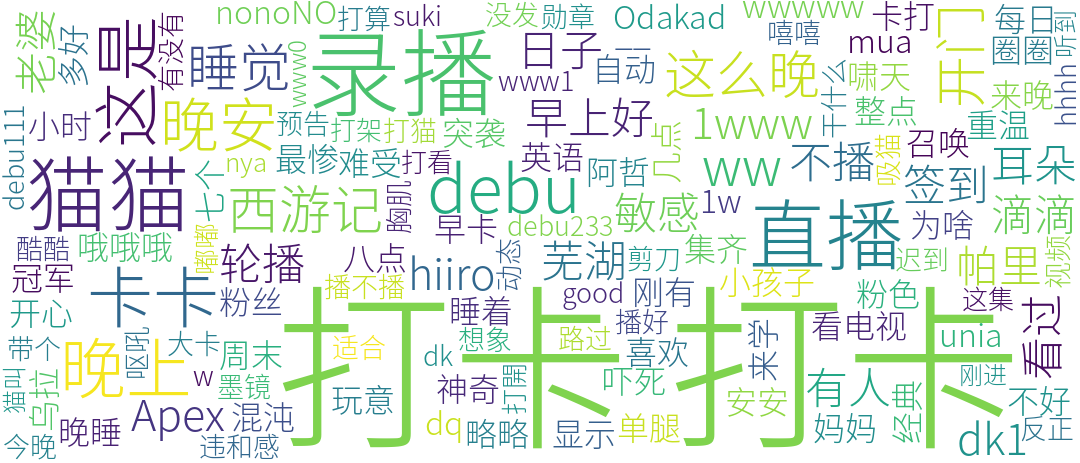 nonoNO 打算 suki 没发 勋章 Odakad 卡打 每日 听到
老婆 多好 这是 有没有 睡觉 www0 录播 日子 一一 自动 嘻嘻 wwwww mua 开门 圈圈 hhhh
www1 这么晚 啸天 干什么 来晚
小时 晚安 预告 打架 打猫 突袭 早上好 几点 1www 整点 重温
debu111 猫猫 nya 最惨 难受 打看 英语 阿哲 ww 不播 吸猫 召唤 耳朵
七个 西游记 胸肌 debu 敏感 1w 直播 签到 滴滴
酷酷 哦哦哦 嘟嘟 早卡 debu233 为啥
冠军 卡卡 轮播 八点 hiiro 动态 芜湖 剪刀 集齐 迟到 帕里 视频
开心 粉丝 播不播 睡着 good 刚有 小孩子 粉色 这集
带个 呕吼 大卡 适合 打卡 打卡 想象 路过 播好 来学 看电视 unia 看过
猫叫 乌拉 晚上 w 周末 墨镜 dk 喜欢 刚进
今晚 晚睡 Apex 混沌 玩意 神奇 打開 吓死 安安 有人 经典 不好
违和感 dq 略略 显示 单腿 妈妈 dk1 反正